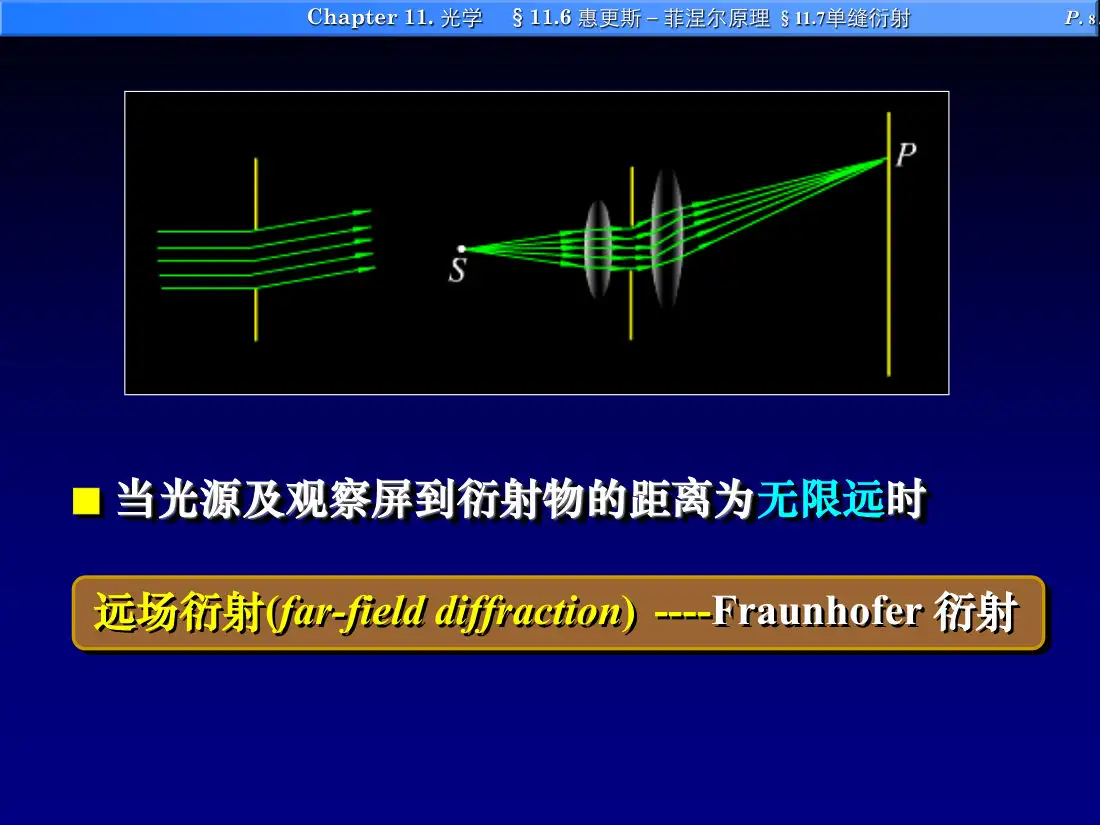 Chapter 11. 光学 § 11.6 惠更斯 – 菲涅尔原理 § 11.7单缝衍射 P. 8
P
S
当光源及观察屏到衍射物的距离为无限远时
远场衍射(far-field diffraction) ----Fraunhofer 衍射